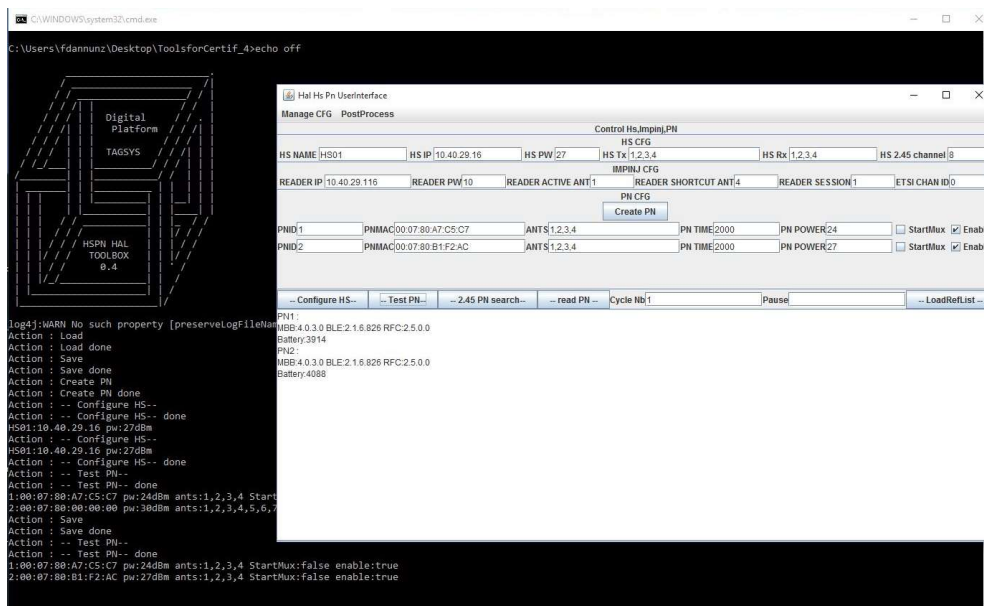 C:\WINDOWS\system32\cmd.exe
C:\Users\fdannunz\Desktop\ToolsforCertif_4>echo off
Digital
Platform
TAGSYS
HSPN HAL
TOOLBOX
0.4
log4j:WARN No such property [preserveLogFileNam
Action : Load
Action : Load done
Action : Save
Action : Save done
Action : Create PN
Action : Create PN done
Action : -- Configure HS--
Action : -- Configure HS-- done
HS01:10.40.29.16 pw:27dBm
Action : -- Configure HS--
HS01:10.40.29.16 pw:27dBm
Action : -- Configure HS-- done
Action : -- Test PN--
Action : -- Test PN-- done
1:00:07:80:A7:C5:C7 pw:24dBm ants:1,2,3,4 Start
2:00:07:80:00:00:00 pw:30dBm ants:1,2,3,4,5,6,7
Action : Save
Action : Save done
Action : -- Test PN--
Action : -- Test PN-- done
1:00:07:80:A7:C5:C7 pw:24dBm ants:1,2,3,4 StartMux:false enable:true
2:00:07:80:B1:F2:AC pw:27dBm ants:1,2,3,4 StartMux:false enable:true
Hal Hs Pn UserInterface
Manage CFG PostProcess
Control Hs,Impinj,PN
HS CFG
HS NAME HS01 HS IP 10.40.29.16 HS PW 27 HS Tx 1,2,3,4 HS Rx 1,2,3,4 HS 2.45 channel 8
IMPINJ CFG
READER IP 10.40.29.116 READER PW 10 READER ACTIVE ANT 1 READER SHORTCUT ANT 4 READER SESSION 1 ETSI CHAN ID 0
PN CFG
Create PN
PNID 1 PNMAC 00:07:80:A7:C5:C7 ANTS 1,2,3,4 PN TIME 2000 PN POWER 24 StartMux Enab
PNID 2 PNMAC 00:07:80:B1:F2:AC ANTS 1,2,3,4 PN TIME 2000 PN POWER 27 StartMux Enab
-- Configure HS-- -- Test PN-- -- 2.45 PN search-- -- read PN -- Cycle Nb 1 Pause -- LoadRefList --
PN1 :
MBB:4.0.3.0 BLE:2.1.6.826 RFC:2.5.0.0
Battery:3914
PN2 :
MBB:4.0.3.0 BLE:2.1.6.826 RFC:2.5.0.0
Battery:4088